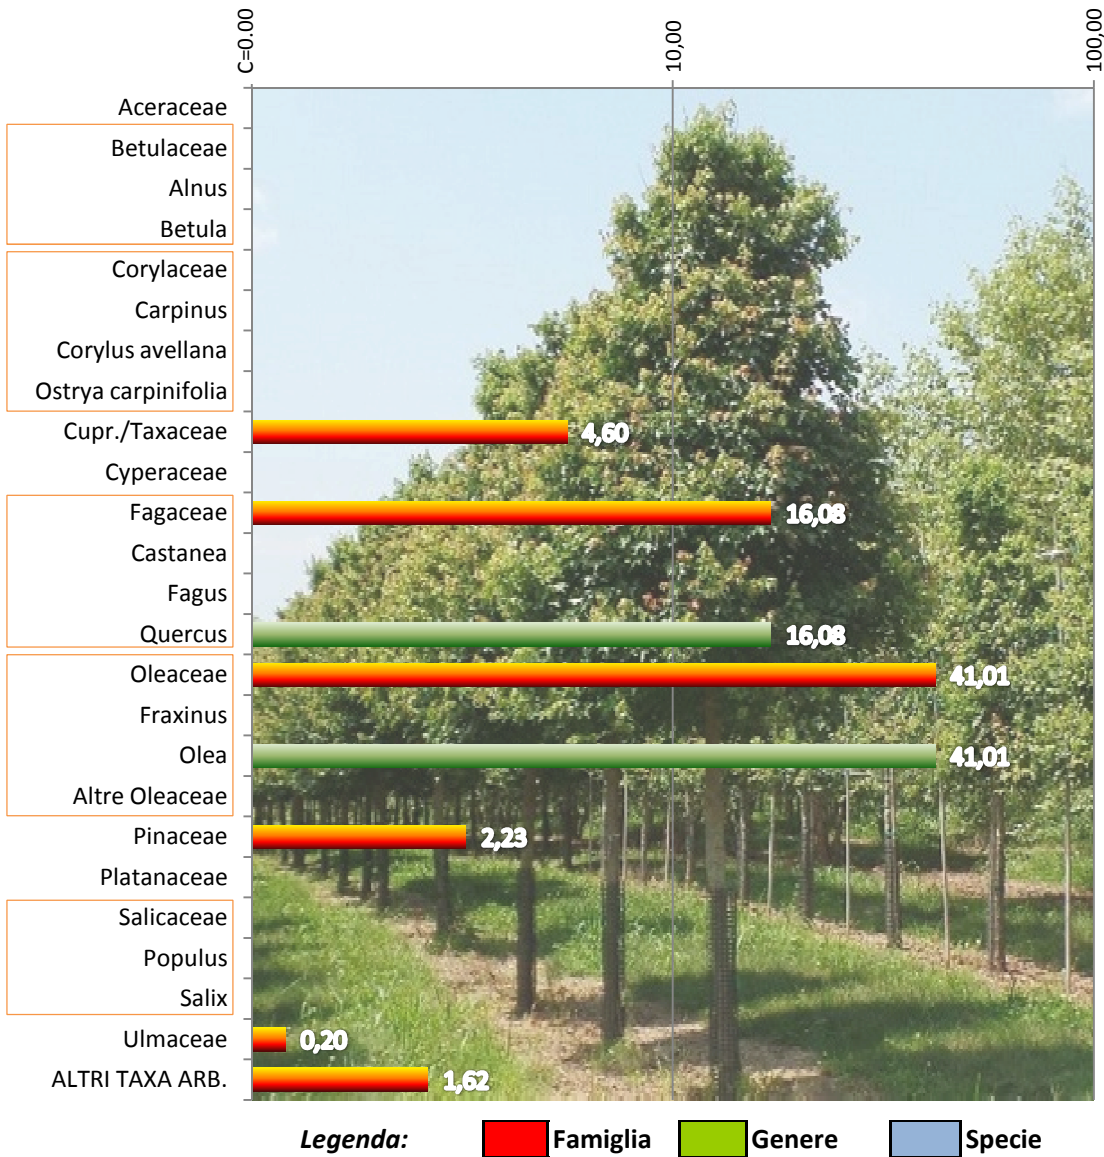 C=0.00
10,00
100,00
Aceraceae
Betulaceae
Alnus
Betula
Corylaceae
Carpinus
Corylus avellana
Ostrya carpinifolia
Cupr./Taxaceae 4,60
Cyperaceae
Fagaceae 16,08
Castanea
Fagus
Quercus 16,08
Oleaceae 41,01
Fraxinus
Olea 41,01
Altre Oleaceae
Pinaceae 2,23
Platanaceae
Salicaceae
Populus
Salix
Ulmaceae 0,20
ALTRI TAXA ARB. 1,62
Legenda: Famiglia Genere Specie